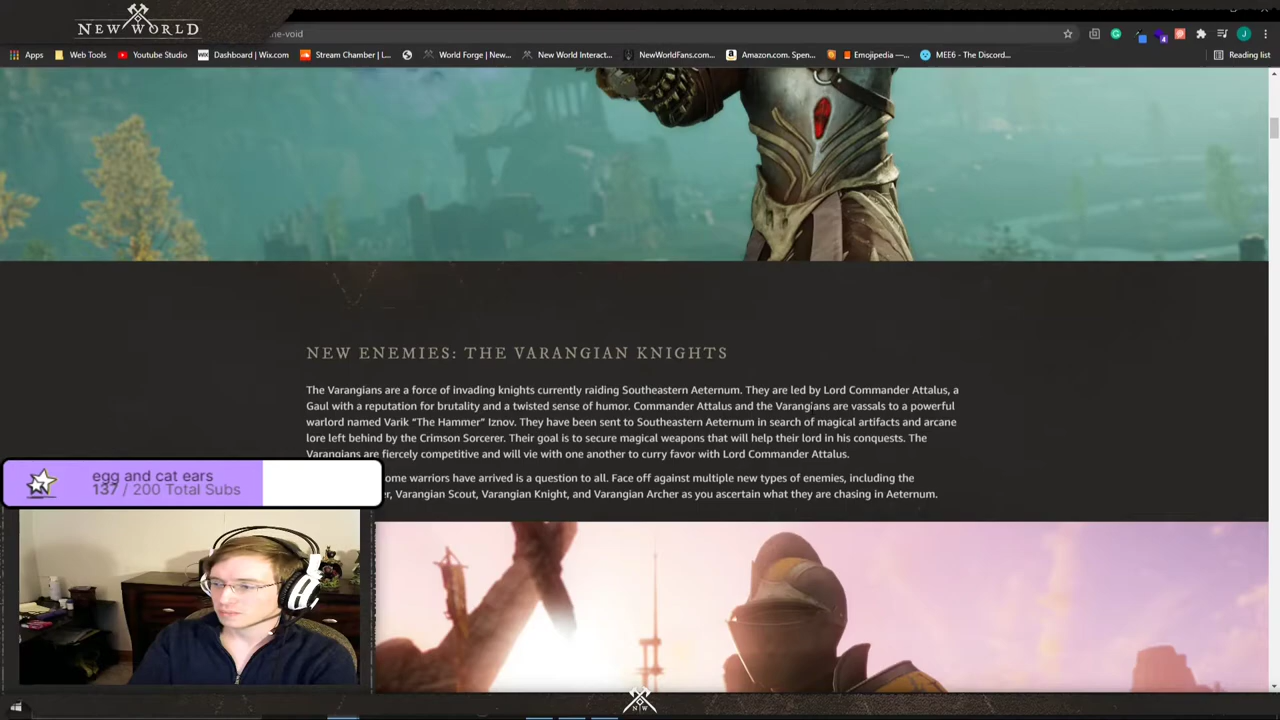 NEW WORLD
he-void
Apps
Web Tools
Youtube Studio
Dashboard | Wix.com
Stream Chamber | L...
World Forge | New...
New World Interact...
NewWorldFans.com...
Amazon.com. Spen...
Emojipedia —...
MEE6 - The Discord...
Reading list
NEW ENEMIES: THE VARANGIAN KNIGHTS
The Varangians are a force of invading knights currently raiding Southeastern Aeternum. They are led by Lord Commander Attalus, a
Gaul with a reputation for brutality and a twisted sense of humor. Commander Attalus and the Varangians are vassals to a powerful
warlord named Varik “The Hammer” Iznov. They have been sent to Southeastern Aeternum in search of magical artifacts and arcane
lore left behind by the Crimson Sorcerer. Their goal is to secure magical weapons that will help their lord in his conquests. The
Varangians are fiercely competitive and will vie with one another to curry favor with Lord Commander Attalus.
ome warriors have arrived is a question to all. Face off against multiple new types of enemies, including the
r, Varangian Scout, Varangian Knight, and Varangian Archer as you ascertain what they are chasing in Aeternum.
egg and cat ears
137 / 200 Total Subs